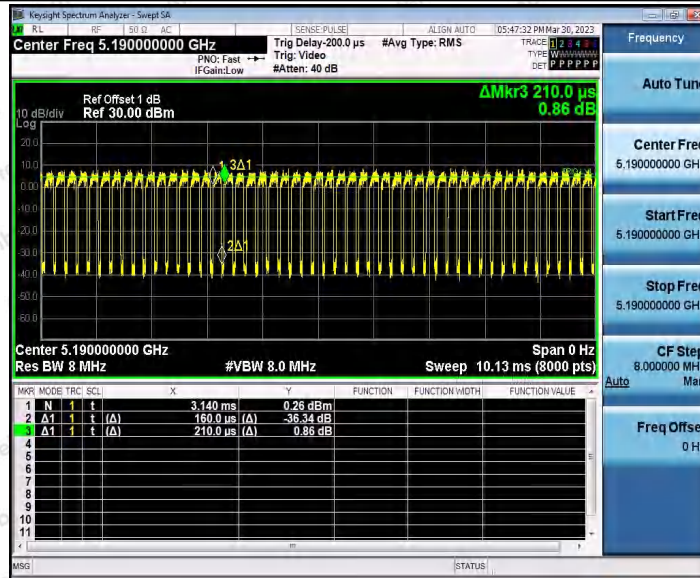 Keysight Spectrum Analyzer - Swept SA
RL RF 50 Ω AC SENSE:PULSE ALIGN AUTO 05:47:32 PM Mar 30, 2023
Center Freq 5.190000000 GHz
PNO: Fast
IFGain:Low
Trig Delay-200.0 µs
Trig: Video
#Atten: 40 dB
#Avg Type: RMS
TRACE 1 2 3 4 5 6
TYPE
DET P P P P P P
Ref Offset 1 dB
10 dB/div Ref 30.00 dBm
Log
ΔMkr3 210.0 µs
0.86 dB
20.0
10.0
0.00
-10.0
-20.0
-30.0
-40.0
-50.0
-60.0
1 3Δ1
2Δ1
Center 5.190000000 GHz Span 0 Hz
Res BW 8 MHz #VBW 8.0 MHz Sweep 10.13 ms (8000 pts)
MKR MODE TRC SCL X Y FUNCTION FUNCTION WIDTH FUNCTION VALUE
1 N 1 t 3.140 ms 0.26 dBm
2 Δ1 1 t (Δ) 160.0 µs (Δ) -36.34 dB
3 Δ1 1 t (Δ) 210.0 µs (Δ) 0.86 dB
4
5
6
7
8
9
10
11
MSG STATUS
Frequency
Auto Tune
Center Freq
5.190000000 GH
Start Freq
5.190000000 GH
Stop Freq
5.190000000 GH
CF Step
8.000000 MH
Auto Man
Freq Offset
0 H